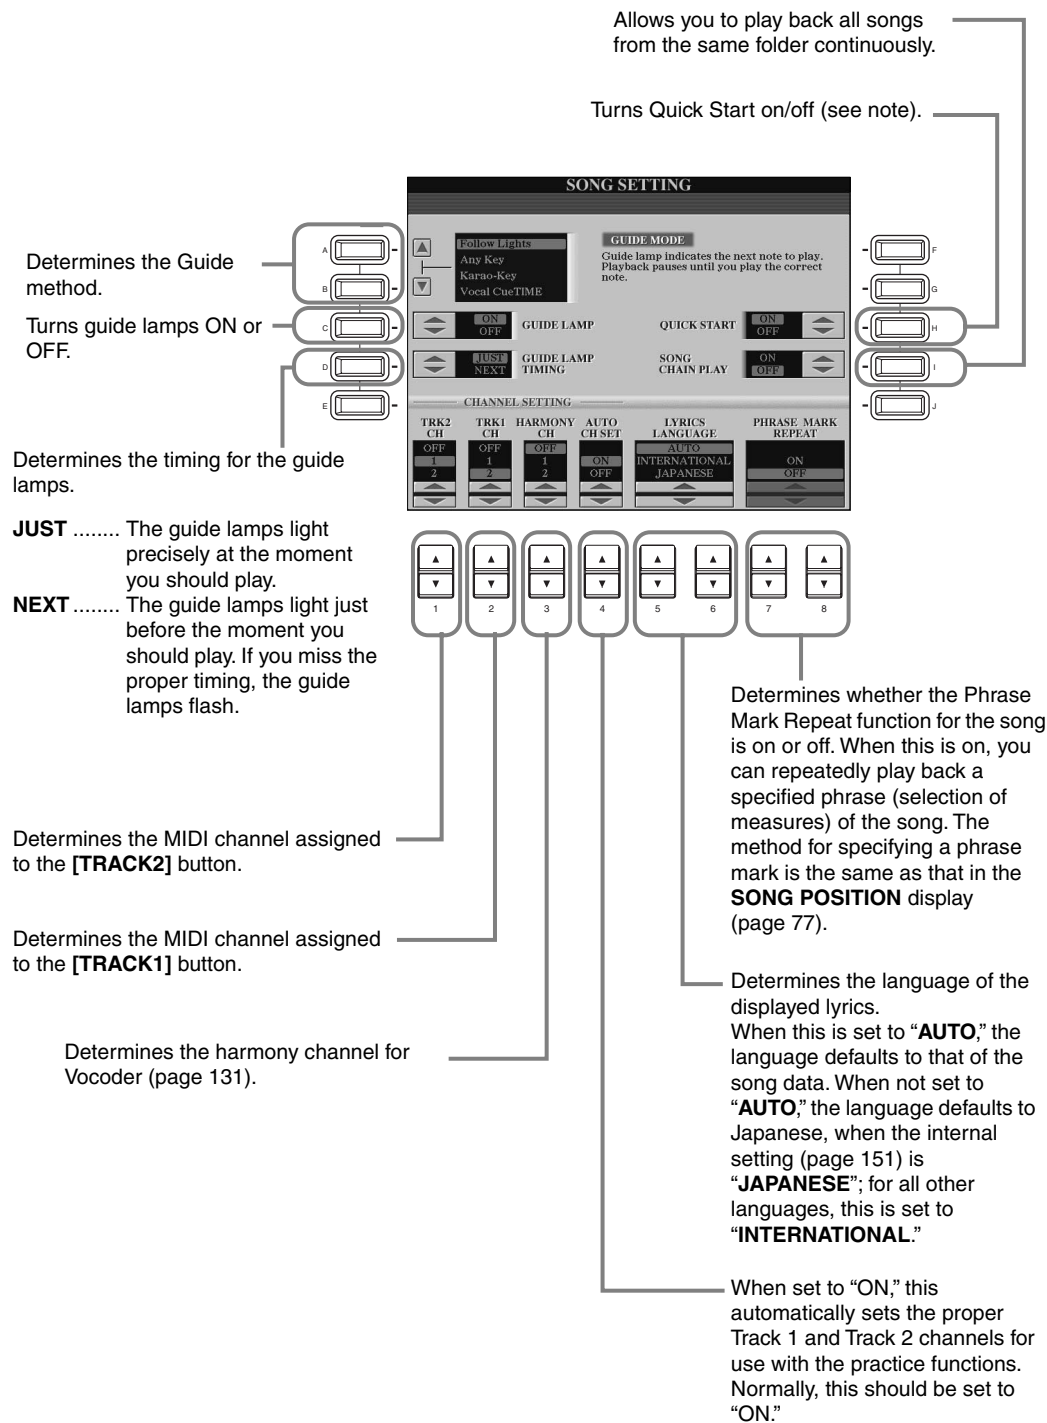 Allows you to play back all songs
from the same folder continuously.
Turns Quick Start on/off (see note).
SONG SETTING
Follow Lights
Any Key
Karao-Key
Vocal CueTIME
GUIDE MODE
Guide lamp indicates the next note to play.
Playback pauses until you play the correct
note.
ON
OFF
GUIDE LAMP
QUICK START
ON
OFF
JUST
NEXT
GUIDE LAMP
TIMING
SONG
CHAIN PLAY
ON
OFF
CHANNEL SETTING
TRK2
CH
OFF
1
2
TRK1
CH
OFF
1
2
HARMONY
CH
OFF
1
2
AUTO
CH SET
ON
OFF
LYRICS
LANGUAGE
AUTO
INTERNATIONAL
JAPANESE
PHRASE MARK
REPEAT
ON
OFF
A
B
C
D
E
F
G
H
I
J
1 2 3 4 5 6 7 8
Determines the Guide
method.
Turns guide lamps ON or
OFF.
Determines the timing for the guide
lamps.
JUST ........ The guide lamps light
precisely at the moment
you should play.
NEXT ........ The guide lamps light just
before the moment you
should play. If you miss the
proper timing, the guide
lamps flash.
Determines the MIDI channel assigned
to the [TRACK2] button.
Determines the MIDI channel assigned
to the [TRACK1] button.
Determines the harmony channel for
Vocoder (page 131).
Determines whether the Phrase
Mark Repeat function for the song
is on or off. When this is on, you
can repeatedly play back a
specified phrase (selection of
measures) of the song. The
method for specifying a phrase
mark is the same as that in the
SONG POSITION display
(page 77).
Determines the language of the
displayed lyrics.
When this is set to “AUTO,” the
language defaults to that of the
song data. When not set to
“AUTO,” the language defaults to
Japanese, when the internal
setting (page 151) is
“JAPANESE”; for all other
languages, this is set to
“INTERNATIONAL.”
When set to “ON,” this
automatically sets the proper
Track 1 and Track 2 channels for
use with the practice functions.
Normally, this should be set to
“ON.”